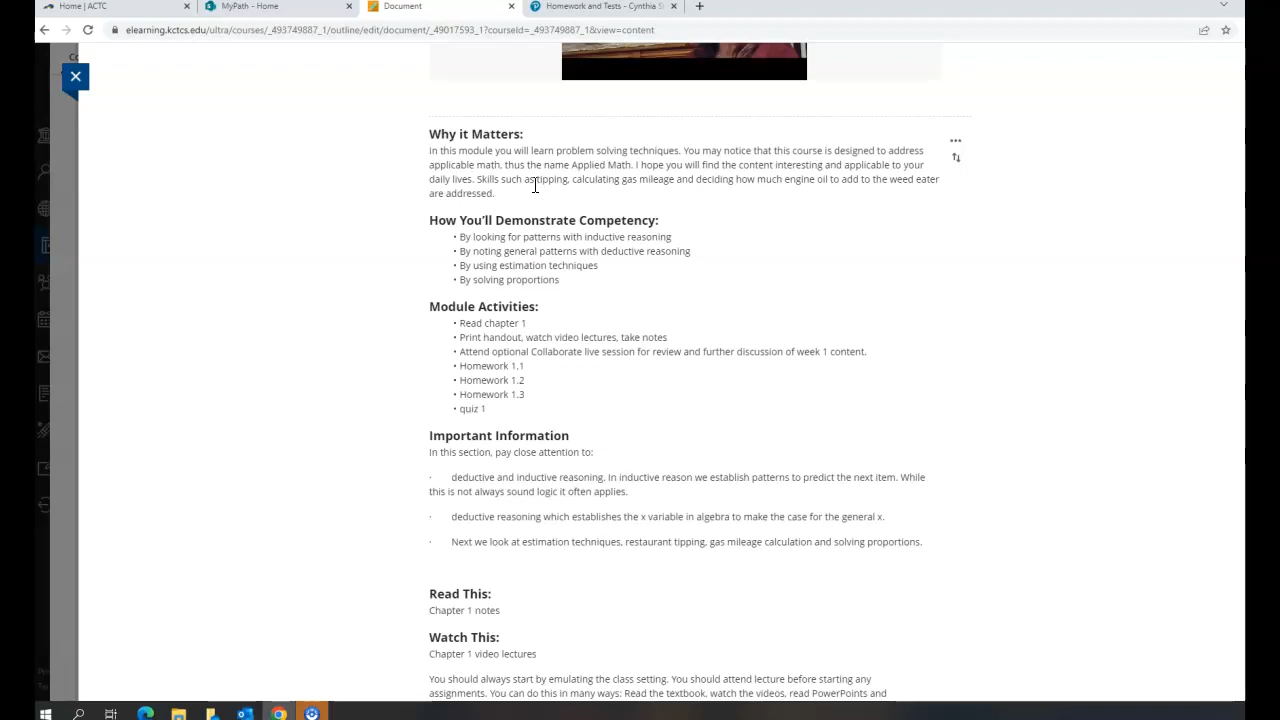 Home | ACTC
MyPath - Home
Document
Homework and Tests - Cynthia S
elearning.kctcs.edu/ultra/courses/_493749887_1/outline/edit/document/_49017593_1?courseId=_493749887_1&view=content
Why it Matters:
In this module you will learn problem solving techniques. You may notice that this course is designed to address
applicable math, thus the name Applied Math. I hope you will find the content interesting and applicable to your
daily lives. Skills such as tipping, calculating gas mileage and deciding how much engine oil to add to the weed eater
are addressed.
How You'll Demonstrate Competency:
• By looking for patterns with inductive reasoning
• By noting general patterns with deductive reasoning
• By using estimation techniques
• By solving proportions
Module Activities:
• Read chapter 1
• Print handout, watch video lectures, take notes
• Attend optional Collaborate live session for review and further discussion of week 1 content.
• Homework 1.1
• Homework 1.2
• Homework 1.3
• quiz 1
Important Information
In this section, pay close attention to:
· deductive and inductive reasoning. In inductive reason we establish patterns to predict the next item. While
this is not always sound logic it often applies.
· deductive reasoning which establishes the x variable in algebra to make the case for the general x.
· Next we look at estimation techniques, restaurant tipping, gas mileage calculation and solving proportions.
Read This:
Chapter 1 notes
Watch This:
Chapter 1 video lectures
You should always start by emulating the class setting. You should attend lecture before starting any
assignments. You can do this in many ways: Read the textbook, watch the videos, read PowerPoints and